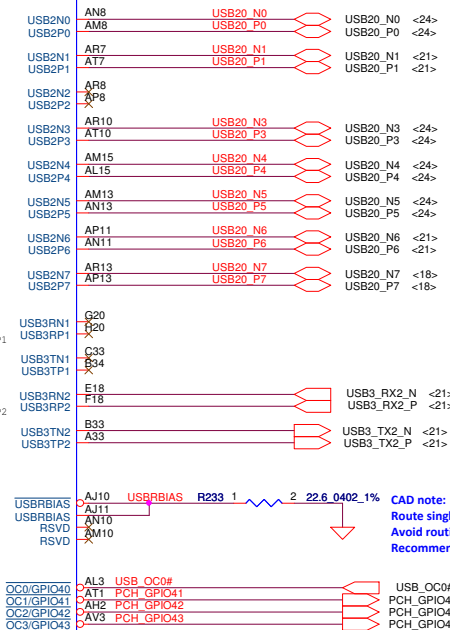 USB2N0 AN8 USB20_N0 USB20_N0 <24>
USB2P0 AM8 USB20_P0 USB20_P0 <24>
USB2N1 AR7 USB20_N1 USB20_N1 <21>
USB2P1 AT7 USB20_P1 USB20_P1 <21>
USB2N2 AR8
USB2P2 AP8
USB2N3 AR10 USB20_N3 USB20_N3 <24>
USB2P3 AT10 USB20_P3 USB20_P3 <24>
USB2N4 AM15 USB20_N4 USB20_N4 <24>
USB2P4 AL15 USB20_P4 USB20_P4 <24>
USB2N5 AM13 USB20_N5 USB20_N5 <24>
USB2P5 AN13 USB20_P5 USB20_P5 <24>
USB2N6 AP11 USB20_N6 USB20_N6 <21>
USB2P6 AN11 USB20_P6 USB20_P6 <21>
USB2N7 AR13 USB20_N7 USB20_N7 <18>
USB2P7 AP13 USB20_P7 USB20_P7 <18>
USB3RN1 G20
USB3RP1 H20
USB3TN1 C33
USB3TP1 B34
USB3RN2 E18 USB3_RX2_N <21>
USB3RP2 F18 USB3_RX2_P <21>
USB3TN2 B33 USB3_TX2_N <21>
USB3TP2 A33 USB3_TX2_P <21>
USBRBIAS AJ10 USBRBIAS R233 1 2 22.6_0402_1% CAD note:
USBRBIAS AJ11 Route singl
RSVD AN10 Avoid routi
RSVD AM10 Recommer
OC0/GPIO40 AL3 USB_OC0# USB_OC0#
OC1/GPIO41 AT1 PCH_GPIO41 PCH_GPIO4
OC2/GPIO42 AH2 PCH_GPIO42 PCH_GPIO4
OC3/GPIO43 AV3 PCH_GPIO43 PCH_GPIO4